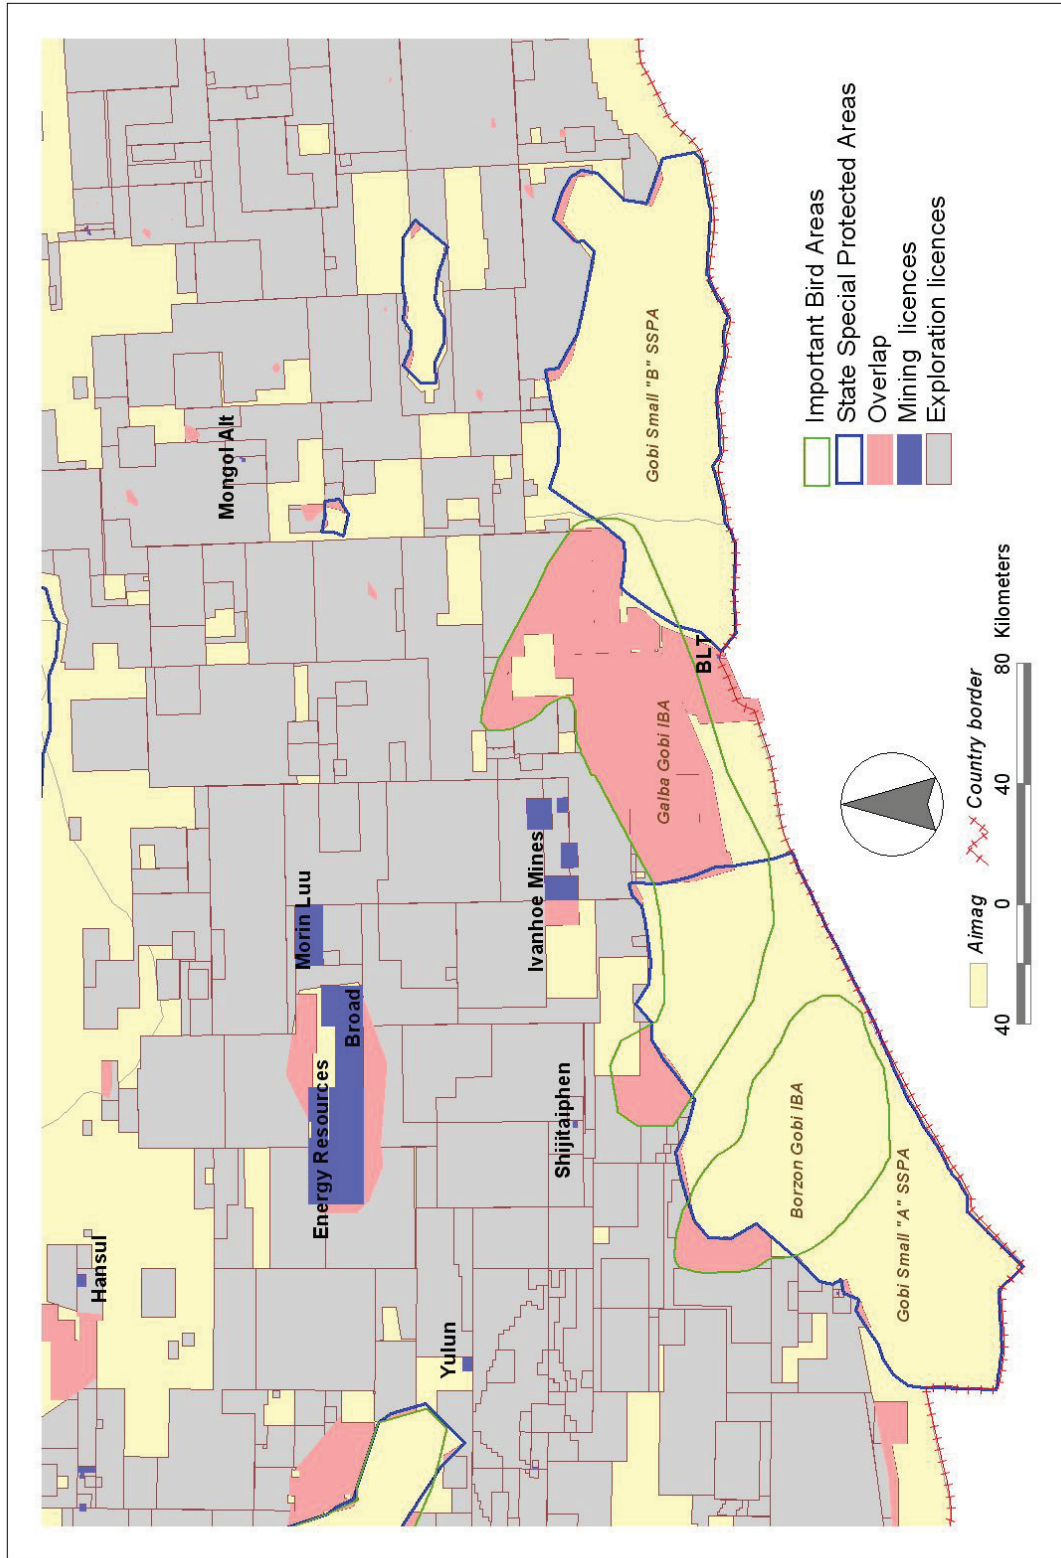 Hansul
Energy Resources
Broad
Morin Luu
Mongol Alt
Yulun
Shijitaiphen
Ivanhoe Mines
Galba Gobi IBA
BLT
Gobi Small "B" SSPA
Borzon Gobi IBA
Gobi Small "A" SSPA
Important Bird Areas
State Special Protected Areas
Overlap
Mining licences
Exploration licences
Aimag
Country border
40 0 40 80 Kilometers